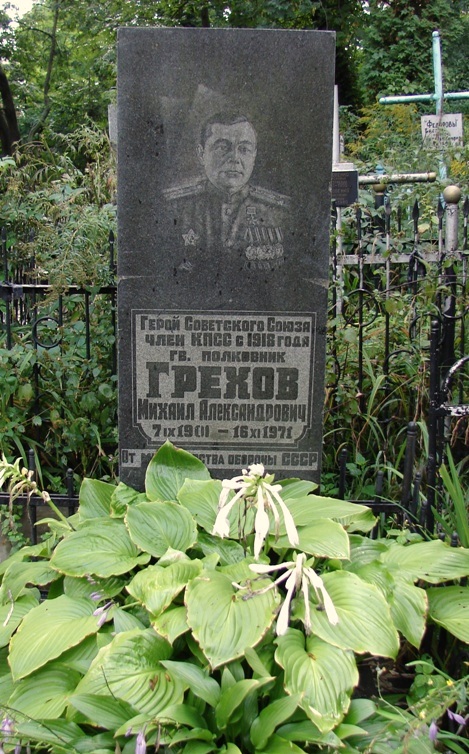 Герой Советского Союза
член КПСС с 1918 года
гв. полковник
ГРЕХОВ
Михаил Александрович
7 IX 1901 – 16 XI 1971
От министерства обороны СССР
"Федоровы